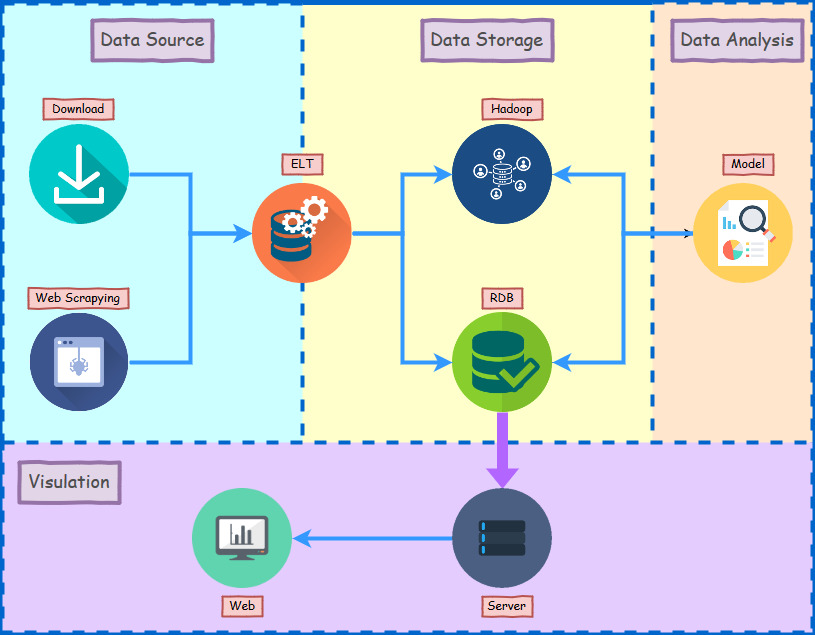 Data Source
Data Storage
Data Analysis
Download
Hadoop
ELT
Model
Web Scrapying
RDB
Visulation
Web
Server